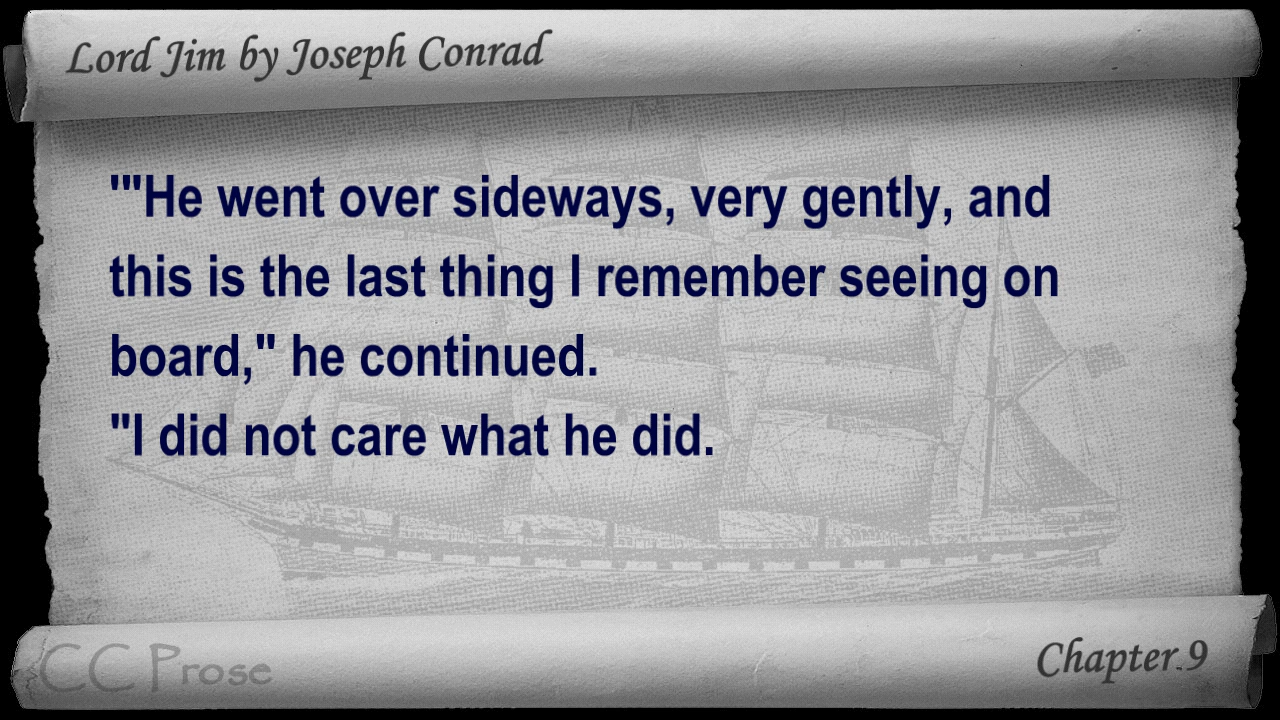 Lord Jim by Joseph Conrad
'"He went over sideways, very gently, and
this is the last thing I remember seeing on
board," he continued.
"I did not care what he did.
CC Prose
Chapter 9